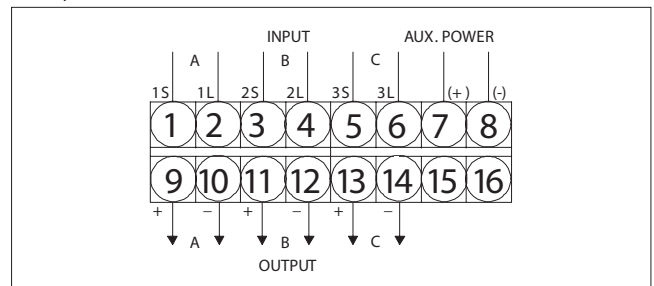 INPUT AUX. POWER
A B C
1S 1L 2S 2L 3S 3L (+) (-)
1 2 3 4 5 6 7 8
9 10 11 12 13 14 15 16
+ − + − + −
A B C
OUTPUT